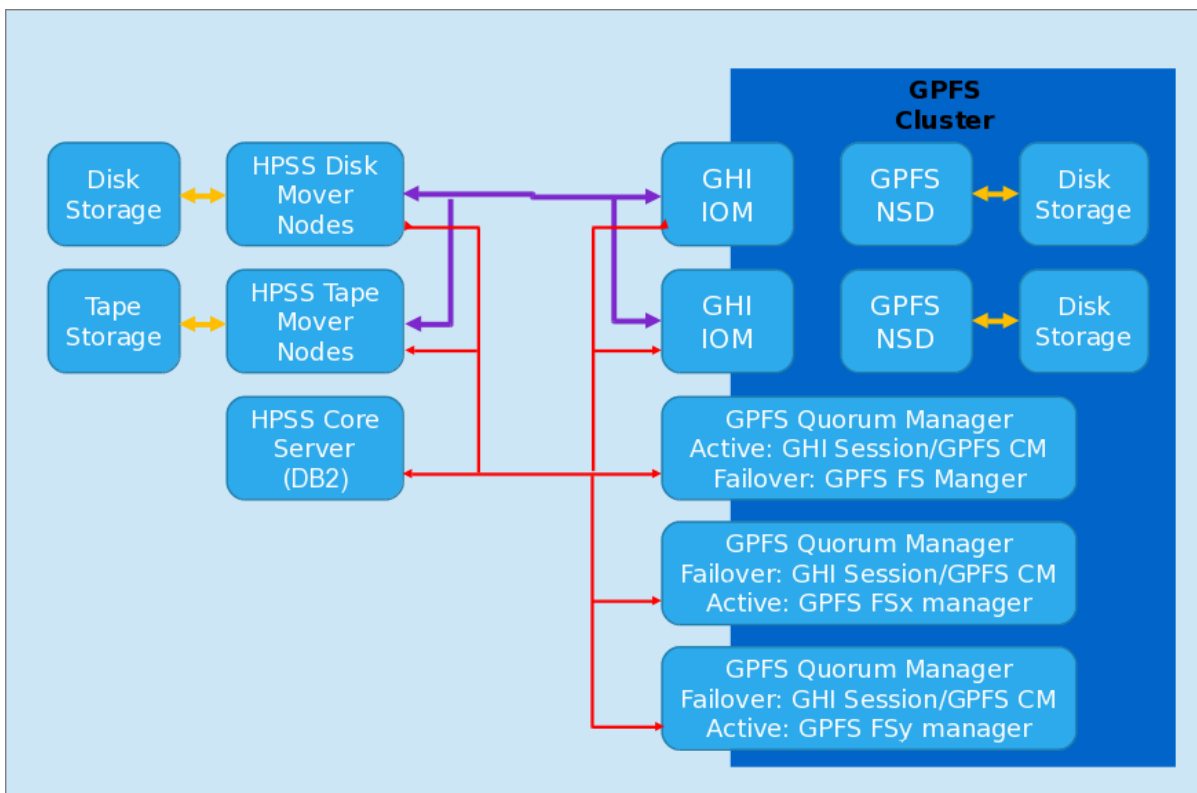 GPFS
Cluster
Disk
Storage
HPSS Disk
Mover
Nodes
GHI
IOM
GPFS
NSD
Disk
Storage
Tape
Storage
HPSS Tape
Mover
Nodes
GHI
IOM
GPFS
NSD
Disk
Storage
HPSS Core
Server
(DB2)
GPFS Quorum Manager
Active: GHI Session/GPFS CM
Failover: GPFS FS Manger
GPFS Quorum Manager
Failover: GHI Session/GPFS CM
Active: GPFS FSx manager
GPFS Quorum Manager
Failover: GHI Session/GPFS CM
Active: GPFS FSy manager